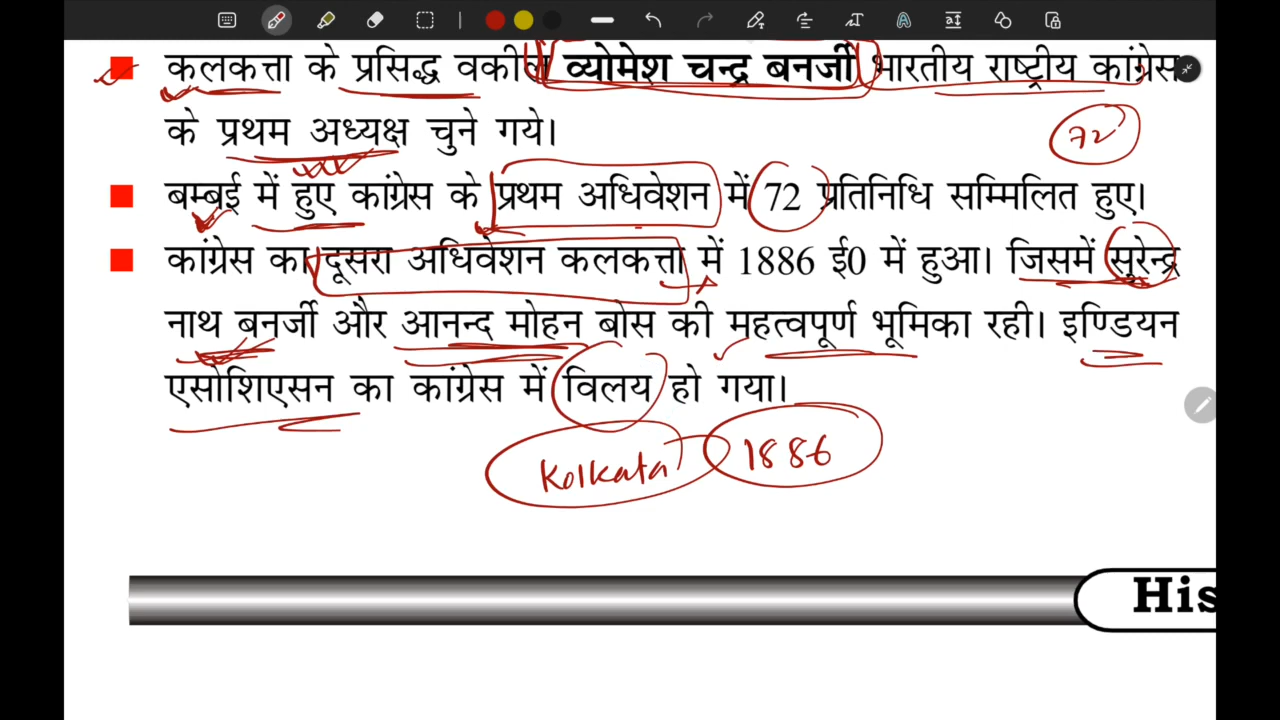 कलकत्ता के प्रसिद्ध वकील व्योमेश चन्द्र बनर्जी भारतीय राष्ट्रीय कांग्रेस
के प्रथम अध्यक्ष चुने गये।
72
बम्बई में हुए कांग्रेस के प्रथम अधिवेशन में 72 प्रतिनिधि सम्मिलित हुए।
कांग्रेस का दूसरा अधिवेशन कलकत्ता में 1886 ई0 में हुआ। जिसमें सुरेन्द्र
नाथ बनर्जी और आनन्द मोहन बोस की महत्वपूर्ण भूमिका रही। इण्डियन
एसोशिएसन का कांग्रेस में विलय हो गया।
Kolkata 1886
His